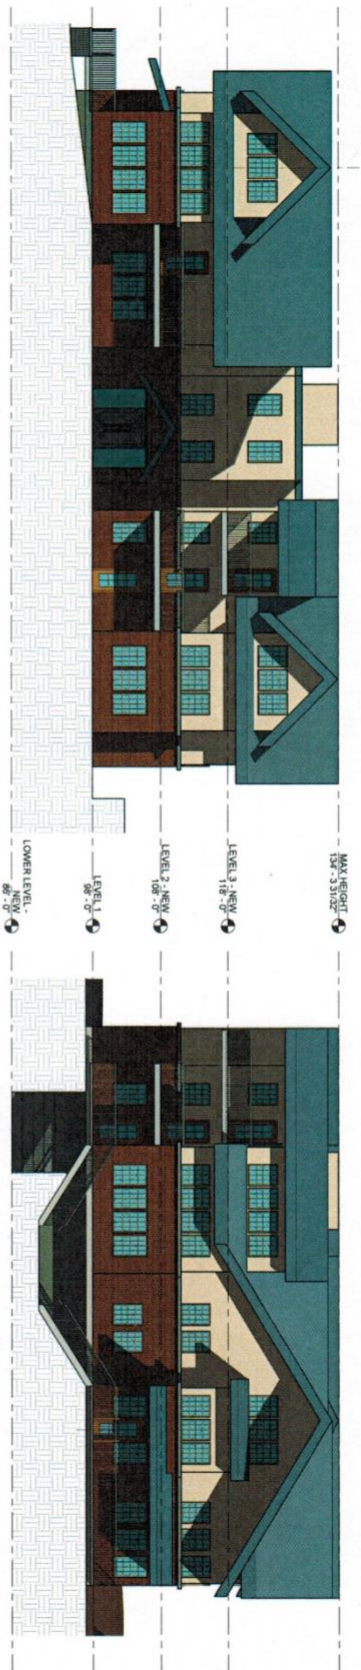 MAX HEIGHT
134' - 3 31/32"
LEVEL 3 - NEW
118' - 0"
LEVEL 2 - NEW
108' - 0"
LEVEL 1
98' - 0"
LOWER LEVEL -
NEW
86' - 0"